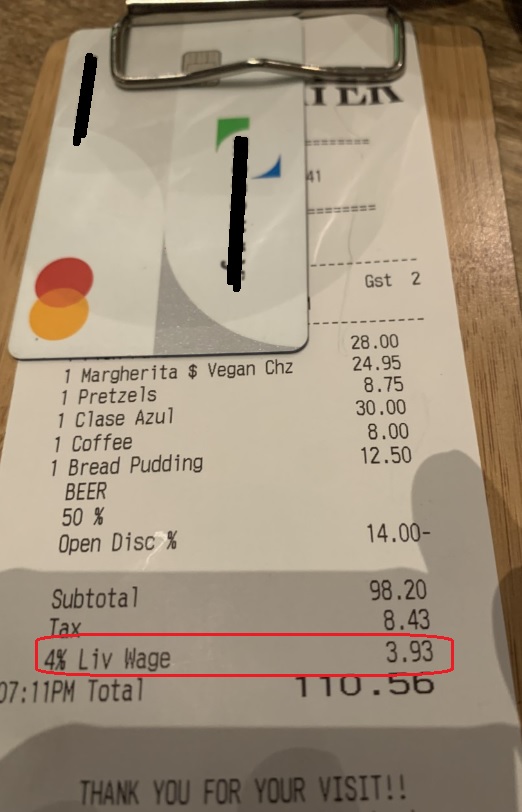 41
Gst 2
28.00
1 Margherita $ Vegan Chz 24.95
1 Pretzels 8.75
1 Clase Azul 30.00
1 Coffee 8.00
1 Bread Pudding 12.50
BEER
50 %
Open Disc % 14.00-
Subtotal 98.20
Tax 8.43
4% Liv Wage 3.93
07:11PM Total 110.56
THANK YOU FOR YOUR VISIT!!